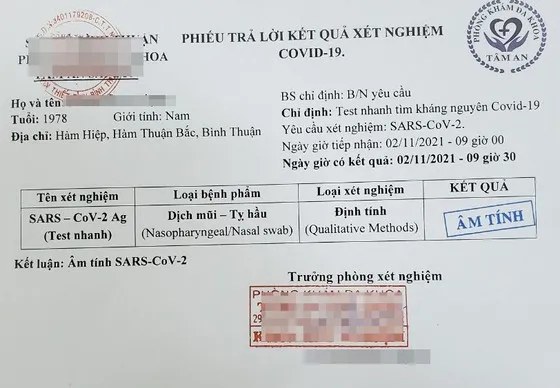 PHIẾU TRẢ LỜI KẾT QUẢ XÉT NGHIỆM
COVID-19.
PHÒNG KHÁM ĐA KHOA
TÂM AN
Họ và tên
Tuổi: 1978 Giới tính: Nam
Địa chỉ: Hàm Hiệp, Hàm Thuận Bắc, Bình Thuận
BS chỉ định: B/N yêu cầu
Chỉ định: Test nhanh tìm kháng nguyên Covid-19
Yêu cầu xét nghiệm: SARS-CoV-2.
Ngày giờ tiếp nhận: 02/11/2021 - 09 giờ 00
Ngày giờ có kết quả: 02/11/2021 - 09 giờ 30
Tên xét nghiệm Loại bệnh phẩm Loại xét nghiệm KẾT QUẢ
SARS – CoV-2 Ag Dịch mũi - Tỵ hầu Định tính ÂM TÍNH
(Test nhanh) (Nasopharyngeal/Nasal swab) (Qualitative Methods)
Kết luận: Âm tính SARS-CoV-2
Trưởng phòng xét nghiệm
PHÒNG KHÁM ĐA KHOA